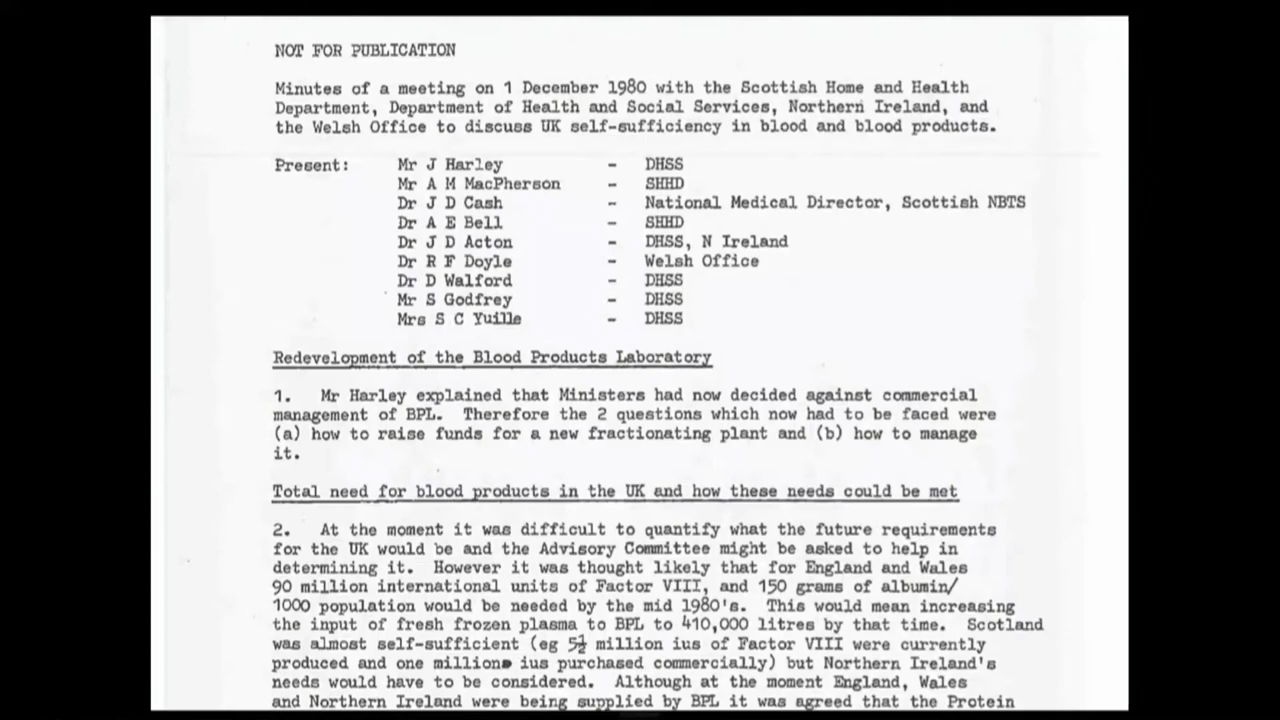 NOT FOR PUBLICATION
Minutes of a meeting on 1 December 1980 with the Scottish Home and Health
Department, Department of Health and Social Services, Northern Ireland, and
the Welsh Office to discuss UK self-sufficiency in blood and blood products.
Present: Mr J Harley - DHSS
Mr A M MacPherson - SHHD
Dr J D Cash - National Medical Director, Scottish NBTS
Dr A E Bell - SHHD
Dr J D Acton - DHSS, N Ireland
Dr R F Doyle - Welsh Office
Dr D Walford - DHSS
Mr S Godfrey - DHSS
Mrs S C Yuille - DHSS
Redevelopment of the Blood Products Laboratory
1. Mr Harley explained that Ministers had now decided against commercial
management of BPL. Therefore the 2 questions which now had to be faced were
(a) how to raise funds for a new fractionating plant and (b) how to manage
it.
Total need for blood products in the UK and how these needs could be met
2. At the moment it was difficult to quantify what the future requirements
for the UK would be and the Advisory Committee might be asked to help in
determining it. However it was thought likely that for England and Wales
90 million international units of Factor VIII, and 150 grams of albumin/
1000 population would be needed by the mid 1980's. This would mean increasing
the input of fresh frozen plasma to BPL to 410,000 litres by that time. Scotland
was almost self-sufficient (eg 5½ million ius of Factor VIII were currently
produced and one million ius purchased commercially) but Northern Ireland's
needs would have to be considered. Although at the moment England, Wales
and Northern Ireland were being supplied by BPL it was agreed that the Protein